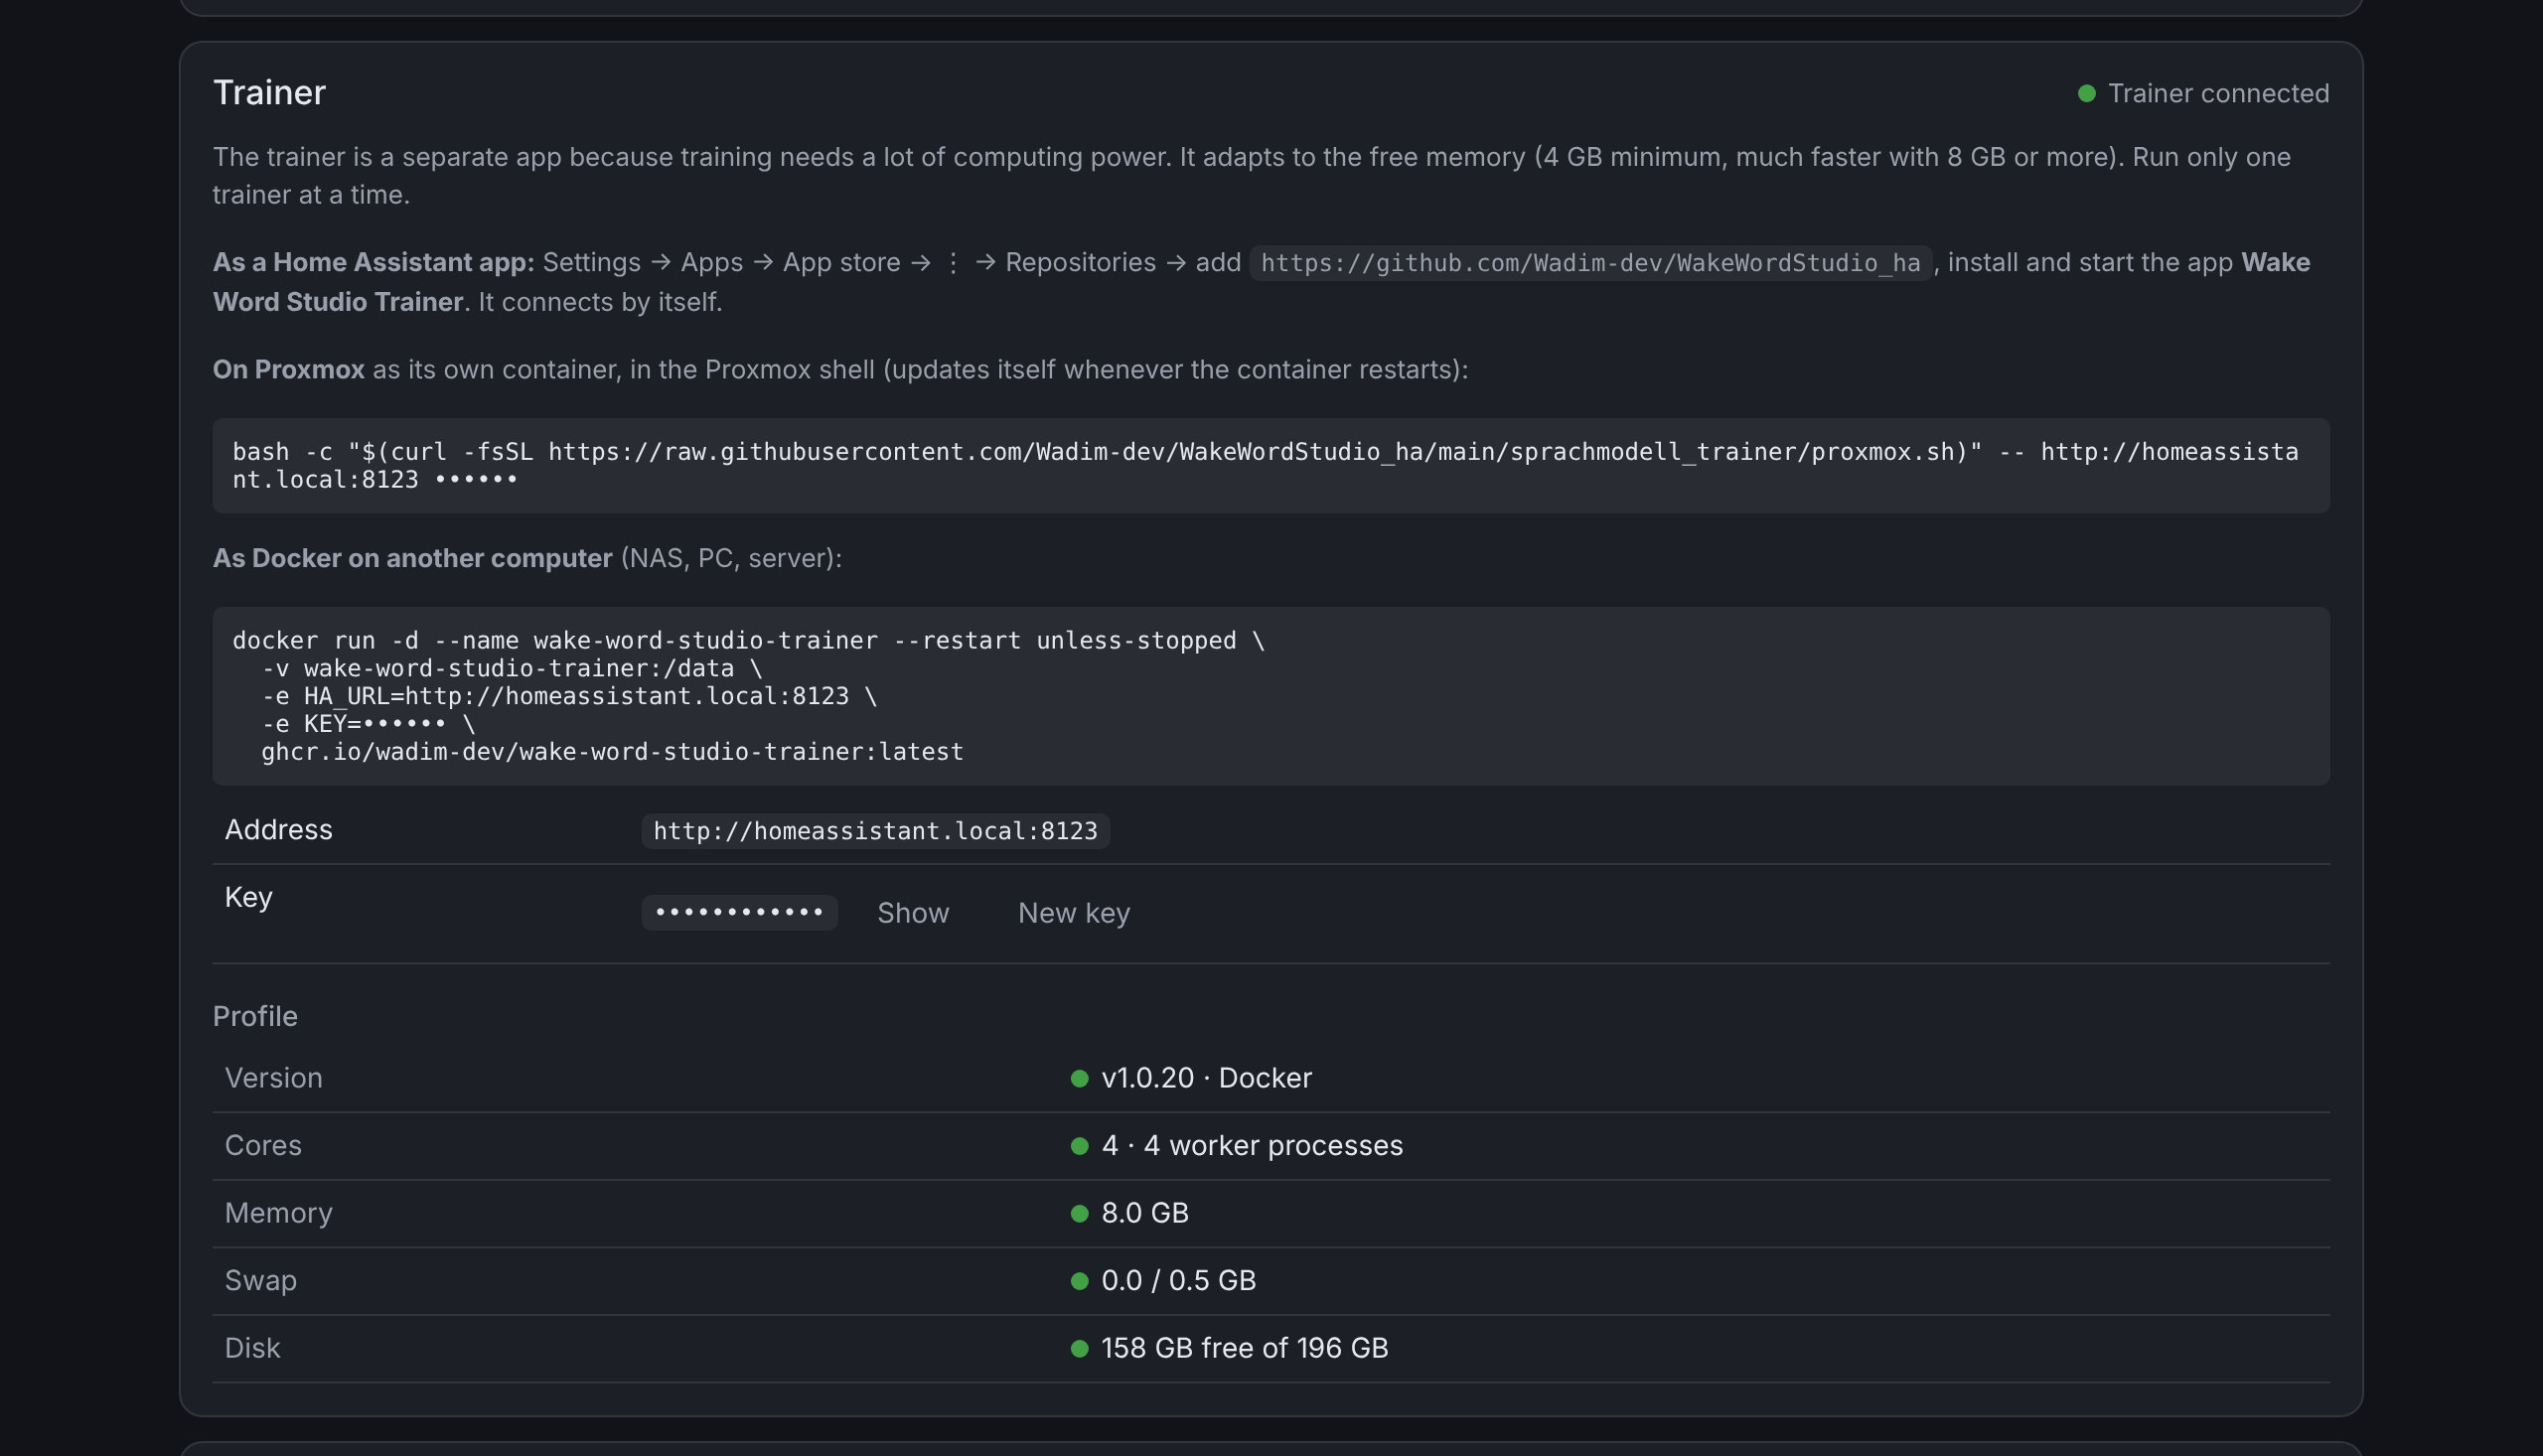 Trainer
Trainer connected
The trainer is a separate app because training needs a lot of computing power. It adapts to the free memory (4 GB minimum, much faster with 8 GB or more). Run only one
trainer at a time.
As a Home Assistant app: Settings → Apps → App store → ⋮ → Repositories → add https://github.com/Wadim-dev/WakeWordStudio_ha, install and start the app Wake
Word Studio Trainer. It connects by itself.
On Proxmox as its own container, in the Proxmox shell (updates itself whenever the container restarts):
bash -c "$(curl -fsSL https://raw.githubusercontent.com/Wadim-dev/WakeWordStudio_ha/main/sprachmodell_trainer/proxmox.sh)" -- http://homeassista
nt.local:8123 ••••••
As Docker on another computer (NAS, PC, server):
docker run -d --name wake-word-studio-trainer --restart unless-stopped \
-v wake-word-studio-trainer:/data \
-e HA_URL=http://homeassistant.local:8123 \
-e KEY=•••••• \
ghcr.io/wadim-dev/wake-word-studio-trainer:latest
Address http://homeassistant.local:8123
Key •••••••••••• Show New key
Profile
Version v1.0.20 · Docker
Cores 4 · 4 worker processes
Memory 8.0 GB
Swap 0.0 / 0.5 GB
Disk 158 GB free of 196 GB